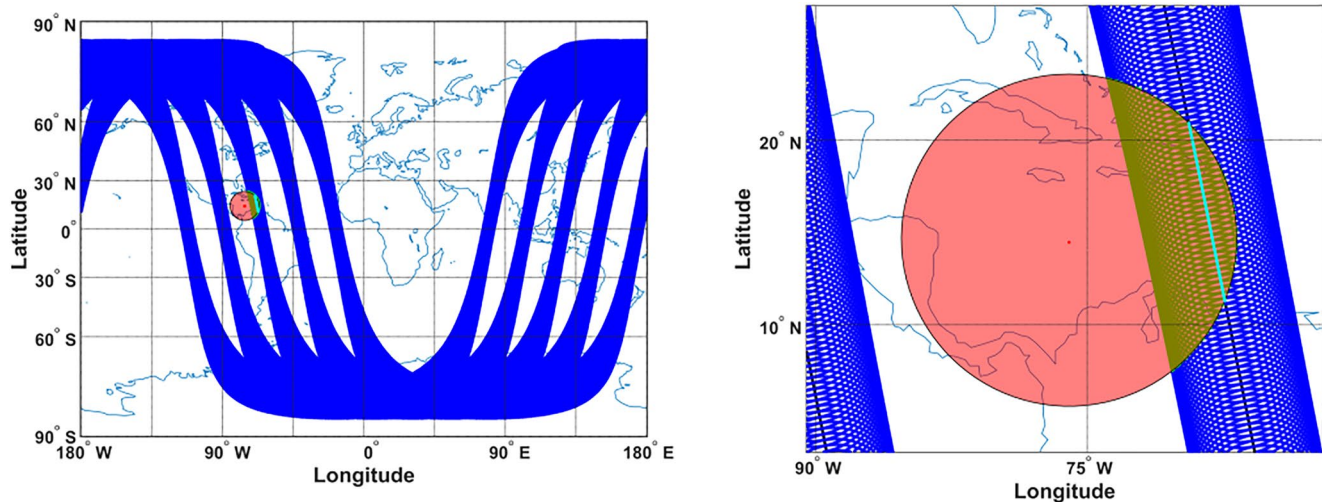 90° N
60° N
30° N
0°
30° S
60° S
90° S
Latitude
180° W
90° W
0°
90° E
180° E
Longitude
20° N
10° N
Latitude
90° W
75° W
Longitude